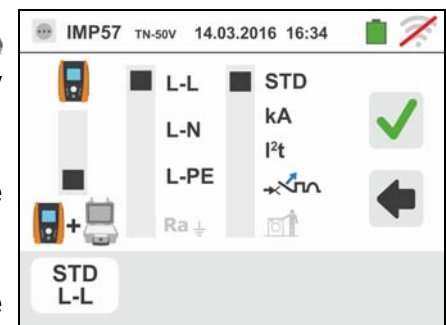 IMP57 TN-50V 14.03.2016 16:34
L-L STD
L-N kA
I²t
L-PE
+
Ra
STD
L-L